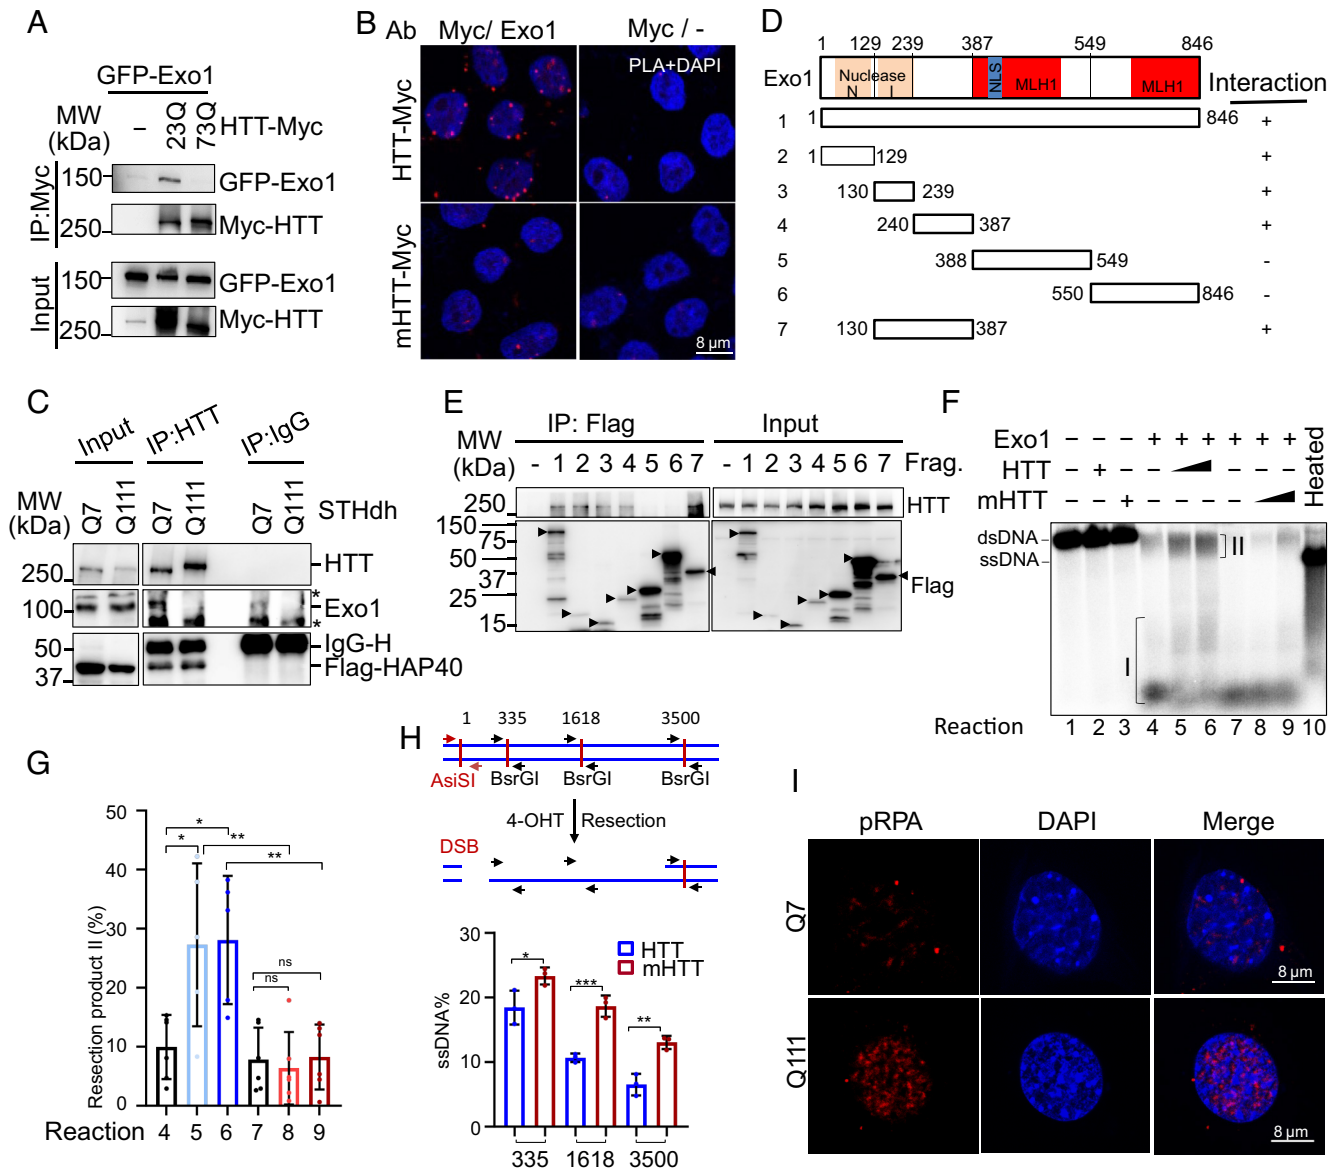 A
GFP-Exo1
MW (kDa)
– 23Q 73Q HTT-Myc
IP:Myc
150 GFP-Exo1
250 Myc-HTT
Input
150 GFP-Exo1
250 Myc-HTT
B
Ab Myc/ Exo1 Myc / -
PLA+DAPI
HTT-Myc
mHTT-Myc
8 µm
C
Input IP:HTT IP:IgG
MW (kDa)
Q7 Q111 Q7 Q111 Q7 Q111 STHdh
250 HTT
*
100 Exo1
*
50 IgG-H
37 Flag-HAP40
D
1 129 239 387 549 846
Exo1 Nuclease N I NLS MLH1 MLH1 Interaction
1 1 846 +
2 1 129 +
3 130 239 +
4 240 387 +
5 388 549 -
6 550 846 -
7 130 387 +
E
IP: Flag Input
MW (kDa)
- 1 2 3 4 5 6 7 - 1 2 3 4 5 6 7 Frag.
250 HTT
150
75
50
37
25
15
Flag
F
Exo1 – – – + + + + + + Heated
HTT – + – – –
mHTT – – + – – – –
dsDNA
ssDNA
II
I
Reaction 1 2 3 4 5 6 7 8 9 10
G
Resection product II (%)
50
40
30
20
10
0
* * ** ** ns ns
Reaction 4 5 6 7 8 9
H
1 335 1618 3500
AsiSI BsrGI BsrGI BsrGI
4-OHT Resection
DSB
ssDNA%
30
20
10
0
HTT
mHTT
* *** **
335 1618 3500
I
pRPA DAPI Merge
Q7
8 µm
Q111
8 µm